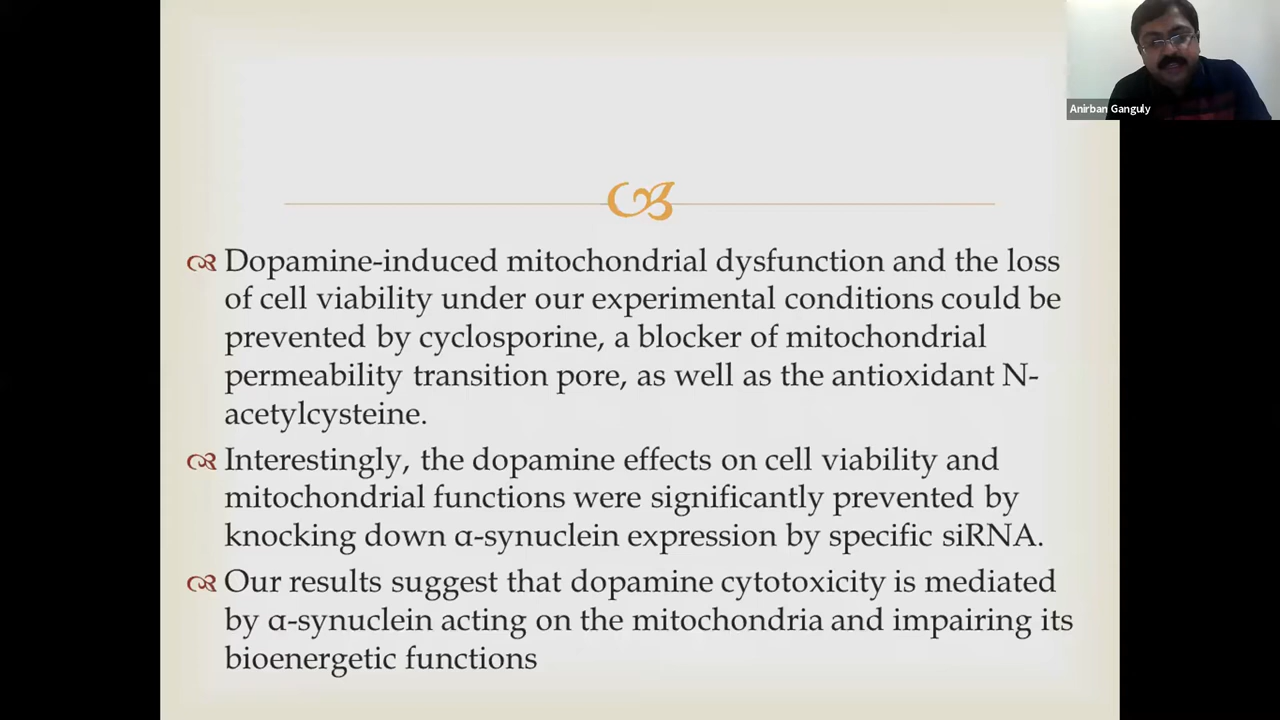 Anirban Ganguly
Dopamine-induced mitochondrial dysfunction and the loss
of cell viability under our experimental conditions could be
prevented by cyclosporine, a blocker of mitochondrial
permeability transition pore, as well as the antioxidant N-
acetylcysteine.
Interestingly, the dopamine effects on cell viability and
mitochondrial functions were significantly prevented by
knocking down α-synuclein expression by specific siRNA.
Our results suggest that dopamine cytotoxicity is mediated
by α-synuclein acting on the mitochondria and impairing its
bioenergetic functions